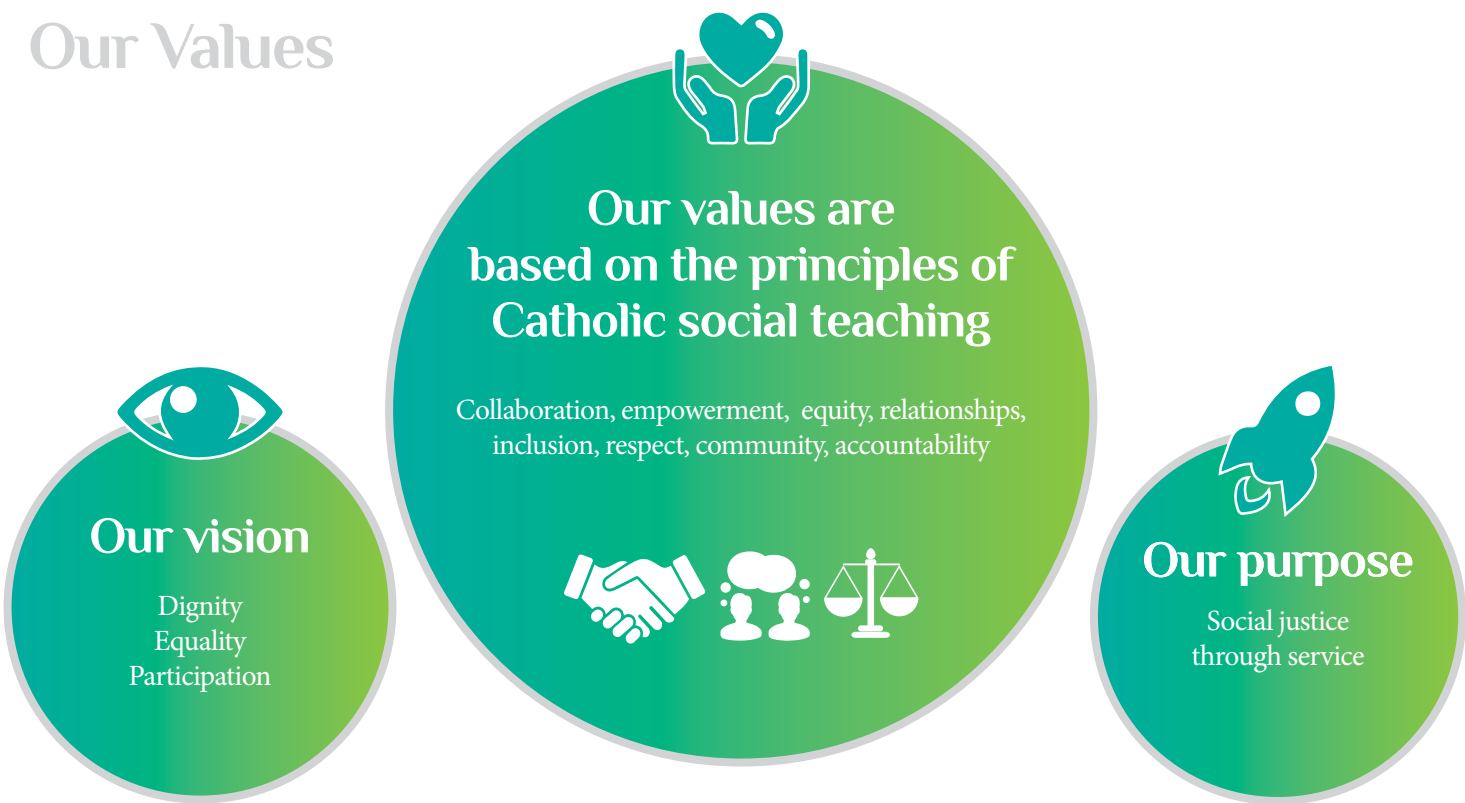 Our Values
Our values are
based on the principles of
Catholic social teaching
Collaboration, empowerment, equity, relationships,
inclusion, respect, community, accountability
Our vision
Dignity
Equality
Participation
Our purpose
Social justice
through service